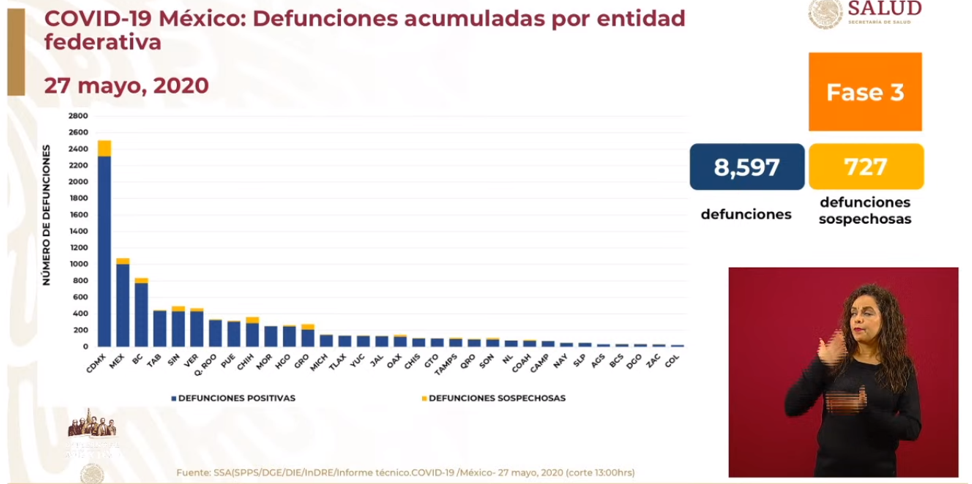 COVID-19 México: Defunciones acumuladas por entidad
federativa
27 mayo, 2020
SALUD
SECRETARÍA DE SALUD
Fase 3
8,597
defunciones
727
defunciones
sospechosas
NÚMERO DE DEFUNCIONES
2800
2600
2400
2200
2000
1800
1600
1400
1200
1000
800
600
400
200
0
CDMX MEX BC TAB SIN VER Q. ROO PUE CHIH MOR HGO GRO MICH TLAX YUC JAL OAX CHIS GTO TAMPS QRO SON NL COAH CAMP NAY SLP AGS BCS DGO ZAC COL
DEFUNCIONES POSITIVAS DEFUNCIONES SOSPECHOSAS
Fuente: SSA(SPPS/DGE/DIE/InDRE/Informe técnico.COVID-19 /México- 27 mayo, 2020 (corte 13:00hrs)